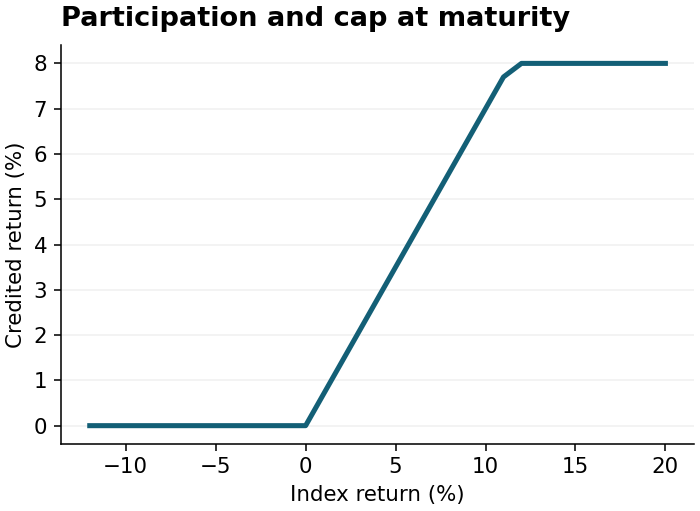 Participation and cap at maturity
Credited return (%)
8
7
6
5
4
3
2
1
0
−10 −5 0 5 10 15 20
Index return (%)